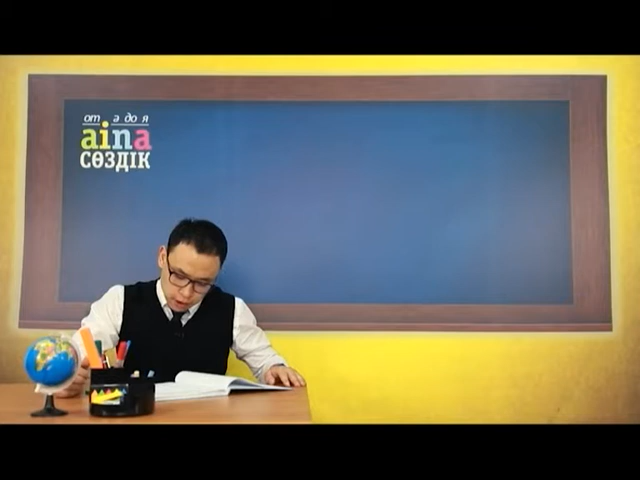 от ә до я
aina
сөздік